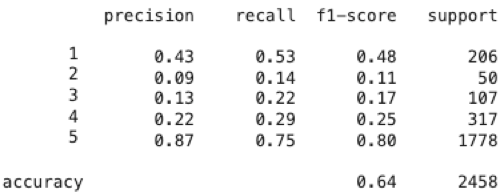 precision recall f1-score support
1 0.43 0.53 0.48 206
2 0.09 0.14 0.11 50
3 0.13 0.22 0.17 107
4 0.22 0.29 0.25 317
5 0.87 0.75 0.80 1778
accuracy 0.64 2458